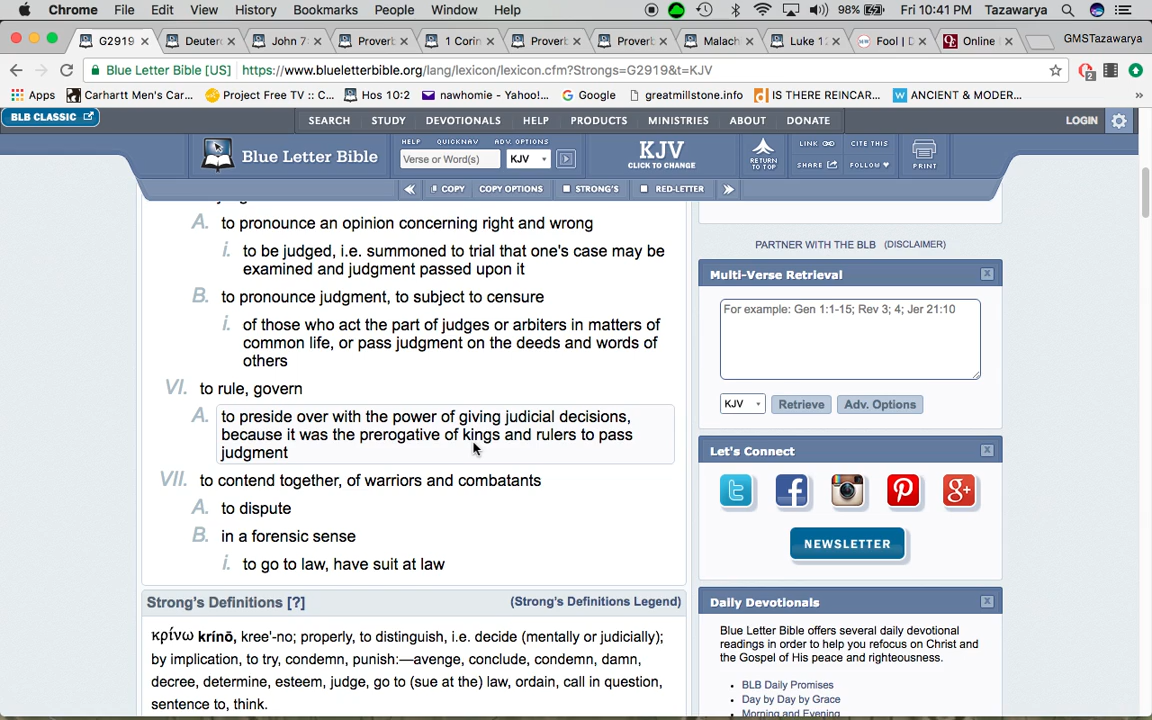 Chrome File Edit View History Bookmarks People Window Help 98% Fri 10:41 PM Tazawarya
G2919 Deutero John 7: Proverb 1 Corin Proverb Proverb Malach Luke 12 Fool | D Online GMSTazawarya
Blue Letter Bible [US] https://www.blueletterbible.org/lang/lexicon/lexicon.cfm?Strongs=G2919&t=KJV
Apps Carhartt Men's Car... Project Free TV :: C... Hos 10:2 nawhomie - Yahoo!... Google greatmillstone.info IS THERE REINCAR... ANCIENT & MODER... »
BLB CLASSIC SEARCH STUDY DEVOTIONALS HELP PRODUCTS MINISTRIES ABOUT DONATE LOGIN
Blue Letter Bible
HELP QUICKNAV ADV. OPTIONS
Verse or Word(s) KJV
KJV
CLICK TO CHANGE
RETURN
TO TOP
LINK CITE THIS
SHARE FOLLOW
PRINT
COPY COPY OPTIONS STRONG'S RED-LETTER
A. to pronounce an opinion concerning right and wrong
i. to be judged, i.e. summoned to trial that one's case may be
examined and judgment passed upon it
B. to pronounce judgment, to subject to censure
i. of those who act the part of judges or arbiters in matters of
common life, or pass judgment on the deeds and words of
others
VI. to rule, govern
A. to preside over with the power of giving judicial decisions,
because it was the prerogative of kings and rulers to pass
judgment
VII. to contend together, of warriors and combatants
A. to dispute
B. in a forensic sense
i. to go to law, have suit at law
Strong's Definitions [?] (Strong's Definitions Legend)
κρίνω krínō, kree'-no; properly, to distinguish, i.e. decide (mentally or judicially);
by implication, to try, condemn, punish:—avenge, conclude, condemn, damn,
decree, determine, esteem, judge, go to (sue at the) law, ordain, call in question,
sentence to, think.
PARTNER WITH THE BLB (DISCLAIMER)
Multi-Verse Retrieval
For example: Gen 1:1-15; Rev 3; 4; Jer 21:10
KJV Retrieve Adv. Options
Let's Connect
NEWSLETTER
Daily Devotionals
Blue Letter Bible offers several daily devotional
readings in order to help you refocus on Christ and
the Gospel of His peace and righteousness.
BLB Daily Promises
Day by Day by Grace
Morning and Evening